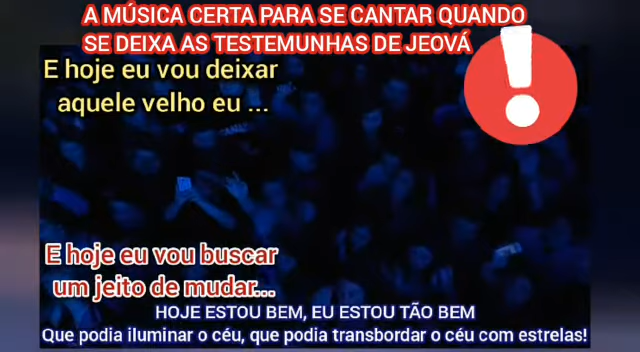 A MÚSICA CERTA PARA SE CANTAR QUANDO
SE DEIXA AS TESTEMUNHAS DE JEOVÁ
E hoje eu vou deixar
aquele velho eu ...
E hoje eu vou buscar
um jeito de mudar...
HOJE ESTOU BEM, EU ESTOU TÃO BEM
Que podia iluminar o céu, que podia transbordar o céu com estrelas!